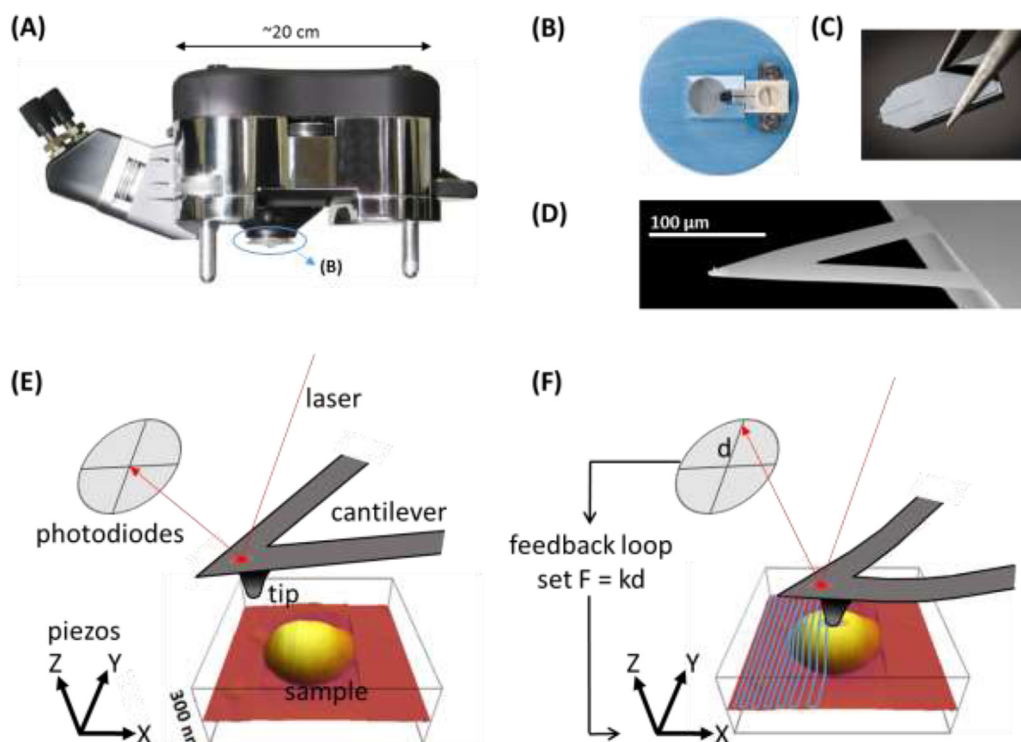 (A)
~20 cm
(B)
(B)
(C)
(D)
100 μm
(E)
laser
photodiodes
cantilever
tip
piezos
Z
Y
X
sample
300 nm
(F)
d
feedback loop
set F = kd
Z
Y
X